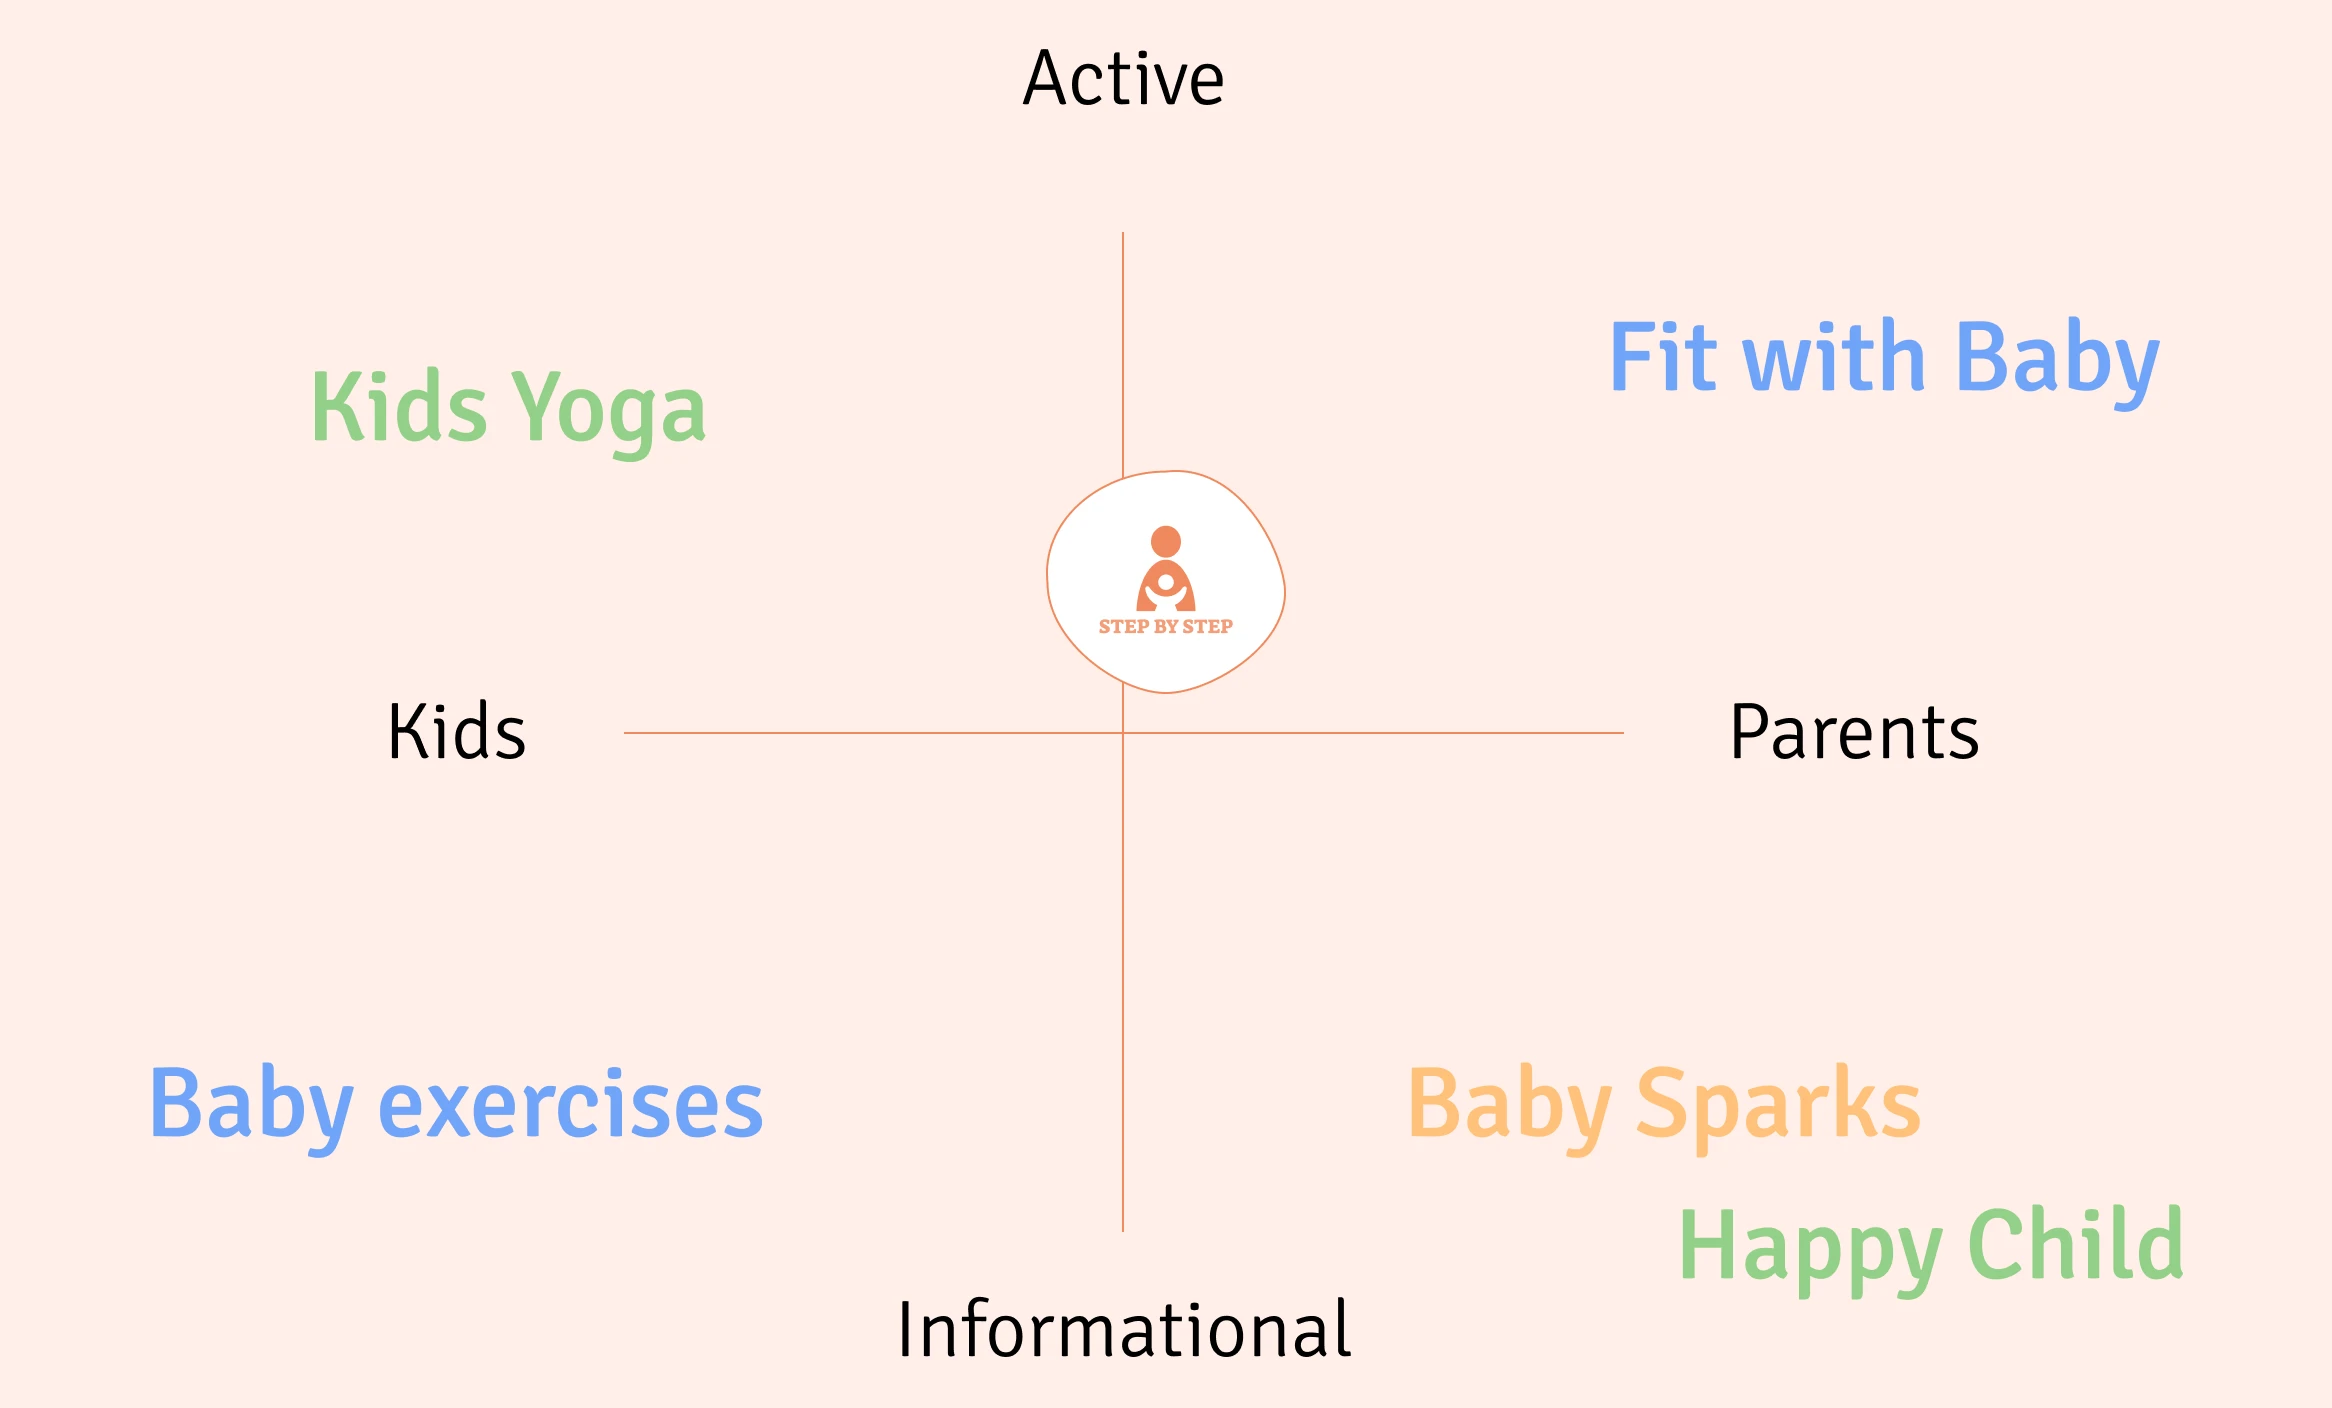 Active
Fit with Baby
Kids Yoga
STEP BY STEP
Kids
Parents
Baby exercises
Baby Sparks
Happy Child
Informational